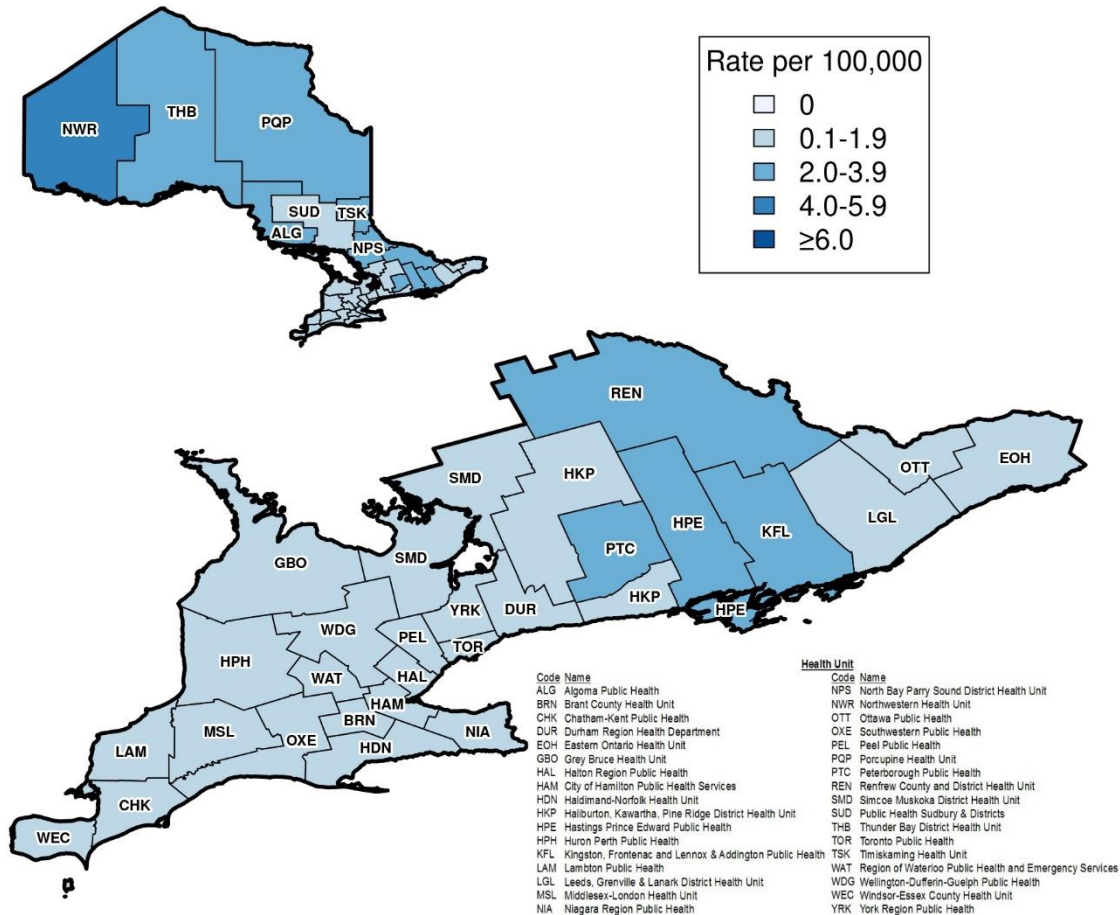 Rate per 100,000
0
0.1-1.9
2.0-3.9
4.0-5.9
≥6.0
NWR
THB
PQP
SUD
TSK
ALG
NPS
REN
SMD
HKP
OTT
EOH
LGL
HPE
KFL
PTC
GBO
SMD
HKP
HPE
YRK
DUR
WDG
PEL
TOR
HPH
WAT
HAL
HAM
BRN
NIA
MSL
OXE
HDN
LAM
CHK
WEC
Health Unit
Code Name
ALG Algoma Public Health
BRN Brant County Health Unit
CHK Chatham-Kent Public Health
DUR Durham Region Health Department
EOH Eastern Ontario Health Unit
GBO Grey Bruce Health Unit
HAL Halton Region Public Health
HAM City of Hamilton Public Health Services
HDN Haldimand-Norfolk Health Unit
HKP Haliburton, Kawartha, Pine Ridge District Health Unit
HPE Hastings Prince Edward Public Health
HPH Huron Perth Public Health
KFL Kingston, Frontenac and Lennox & Addington Public Health
LAM Lambton Public Health
LGL Leeds, Grenville & Lanark District Health Unit
MSL Middlesex-London Health Unit
NIA Niagara Region Public Health
Code Name
NPS North Bay Parry Sound District Health Unit
NWR Northwestern Health Unit
OTT Ottawa Public Health
OXE Southwestern Public Health
PEL Peel Public Health
PQP Porcupine Health Unit
PTC Peterborough Public Health
REN Renfrew County and District Health Unit
SMD Simcoe Muskoka District Health Unit
SUD Public Health Sudbury & Districts
THB Thunder Bay District Health Unit
TOR Toronto Public Health
TSK Timiskaming Health Unit
WAT Region of Waterloo Public Health and Emergency Services
WDG Wellington-Dufferin-Guelph Public Health
WEC Windsor-Essex County Health Unit
YRK York Region Public Health